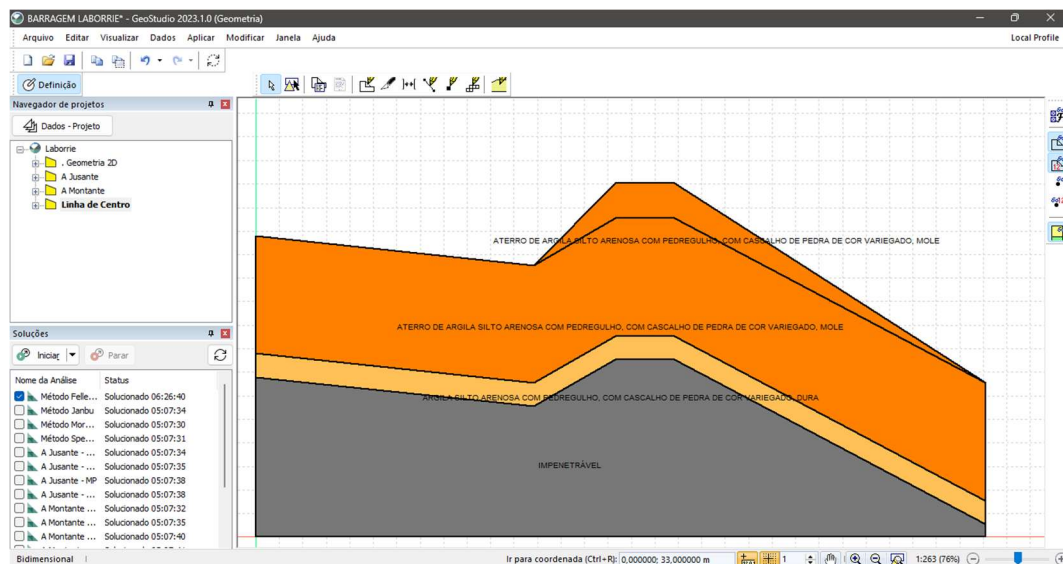 BARRAGEM LABORRIE* - GeoStudio 2023.1.0 (Geometria)
Arquivo Editar Visualizar Dados Aplicar Modificar Janela Ajuda
Local Profile
Definição
Navegador de projetos
Dados - Projeto
Laborrie
. Geometria 2D
A Jusante
A Montante
Linha de Centro
Soluções
Iniciar
Parar
Nome da Análise Status
Método Felle... Solucionado 06:26:40
Método Janbu Solucionado 05:07:34
Método Mor... Solucionado 05:07:30
Método Spe... Solucionado 05:07:31
A Jusante - ... Solucionado 05:07:34
A Jusante - ... Solucionado 05:07:35
A Jusante - MP Solucionado 05:07:38
A Jusante - ... Solucionado 05:07:38
A Montante ... Solucionado 05:07:32
A Montante ... Solucionado 05:07:35
A Montante ... Solucionado 05:07:40
ATERRO DE ARGILA SILTO ARENOSA COM PEDREGULHO, COM CASCALHO DE PEDRA DE COR VARIEGADO, MOLE
ATERRO DE ARGILA SILTO ARENOSA COM PEDREGULHO, COM CASCALHO DE PEDRA DE COR VARIEGADO, MOLE
ARGILA SILTO ARENOSA COM PEDREGULHO, COM CASCALHO DE PEDRA DE COR VARIEGADO, DURA
IMPENETRÁVEL
Bidimensional
Ir para coordenada (Ctrl+R): 0,000000; 33,000000 m
1
1:263 (76%)